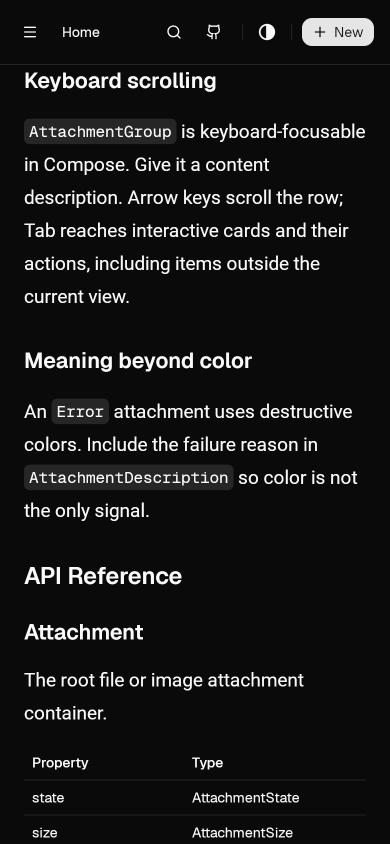 Home
New
Keyboard scrolling
AttachmentGroup is keyboard-focusable
in Compose. Give it a content
description. Arrow keys scroll the row;
Tab reaches interactive cards and their
actions, including items outside the
current view.
Meaning beyond color
An Error attachment uses destructive
colors. Include the failure reason in
AttachmentDescription so color is not
the only signal.
API Reference
Attachment
The root file or image attachment
container.
Property Type
state AttachmentState
size AttachmentSize